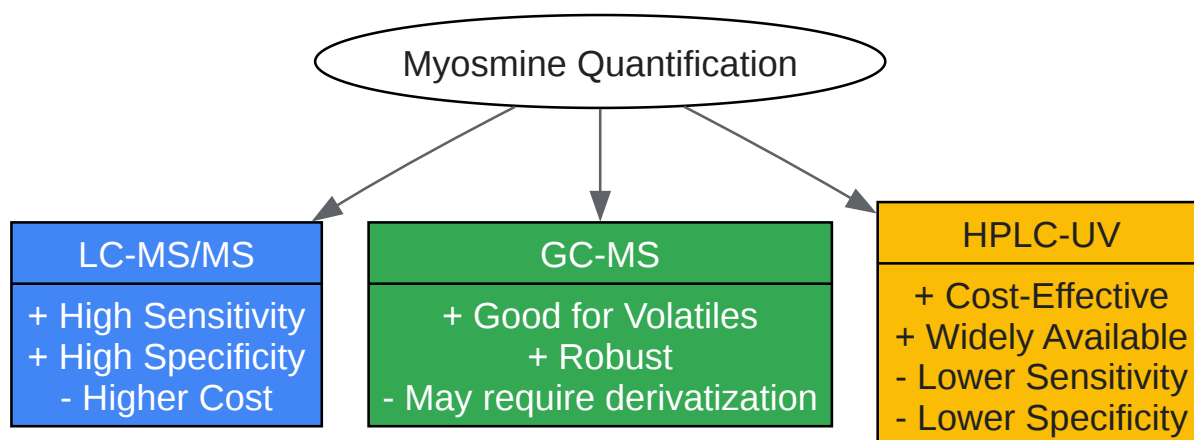 Myosmine Quantification
LC-MS/MS
+ High Sensitivity
+ High Specificity
- Higher Cost
GC-MS
+ Good for Volatiles
+ Robust
- May require derivatization
HPLC-UV
+ Cost-Effective
+ Widely Available
- Lower Sensitivity
- Lower Specificity